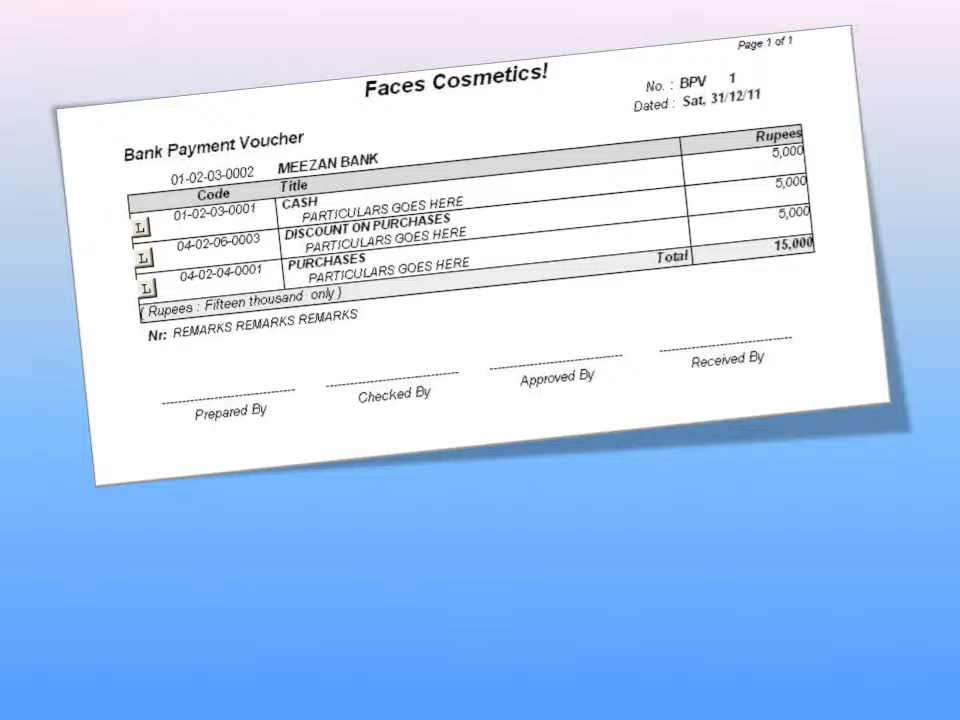 Page 1 of 1
Faces Cosmetics!
No. : BPV 1
Dated : Sat, 31/12/11
Bank Payment Voucher
01-02-03-0002 MEEZAN BANK
Code Title Rupees
L 01-02-03-0001 CASH 5,000
PARTICULARS GOES HERE
L 04-02-06-0003 DISCOUNT ON PURCHASES 5,000
PARTICULARS GOES HERE
L 04-02-04-0001 PURCHASES 5,000
PARTICULARS GOES HERE
( Rupees : Fifteen thousand only ) Total 15,000
Nr: REMARKS REMARKS REMARKS
Prepared By Checked By Approved By Received By